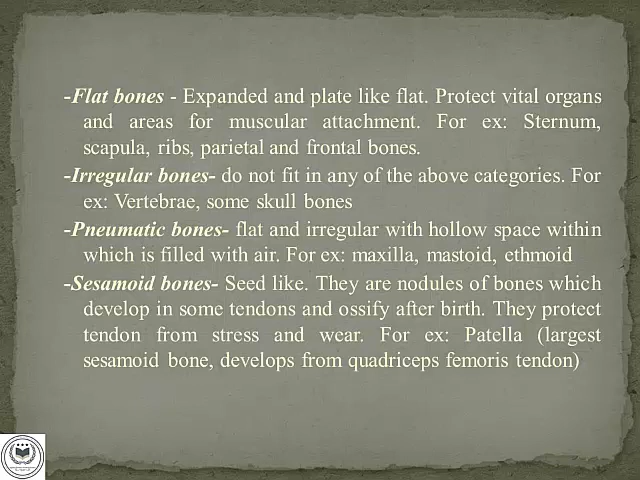 -Flat bones - Expanded and plate like flat. Protect vital organs
and areas for muscular attachment. For ex: Sternum,
scapula, ribs, parietal and frontal bones.
-Irregular bones- do not fit in any of the above categories. For
ex: Vertebrae, some skull bones
-Pneumatic bones- flat and irregular with hollow space within
which is filled with air. For ex: maxilla, mastoid, ethmoid
-Sesamoid bones- Seed like. They are nodules of bones which
develop in some tendons and ossify after birth. They protect
tendon from stress and wear. For ex: Patella (largest
sesamoid bone, develops from quadriceps femoris tendon)